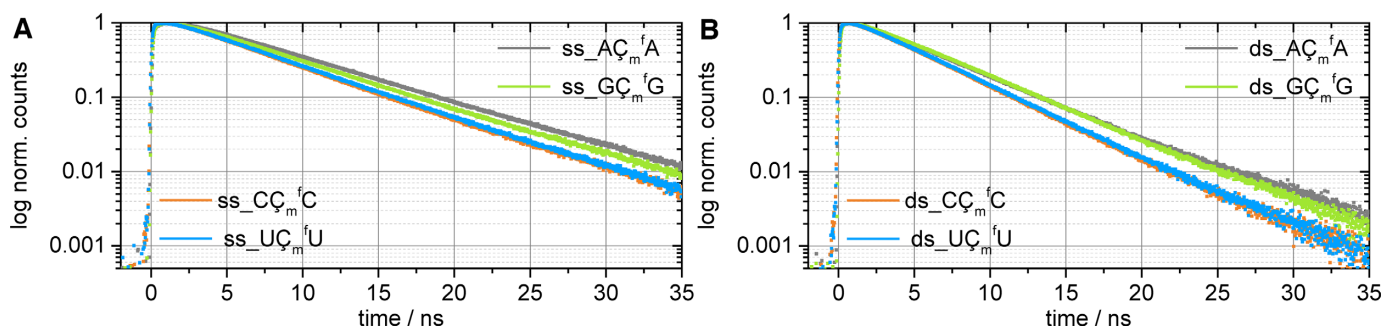 A
log norm. counts
1
0.1
0.01
0.001
ss_AÇₘᶠA
ss_GÇₘᶠG
ss_CÇₘᶠC
ss_UÇₘᶠU
0 5 10 15 20 25 30 35
time / ns
B
log norm. counts
1
0.1
0.01
0.001
ds_AÇₘᶠA
ds_GÇₘᶠG
ds_CÇₘᶠC
ds_UÇₘᶠU
0 5 10 15 20 25 30 35
time / ns